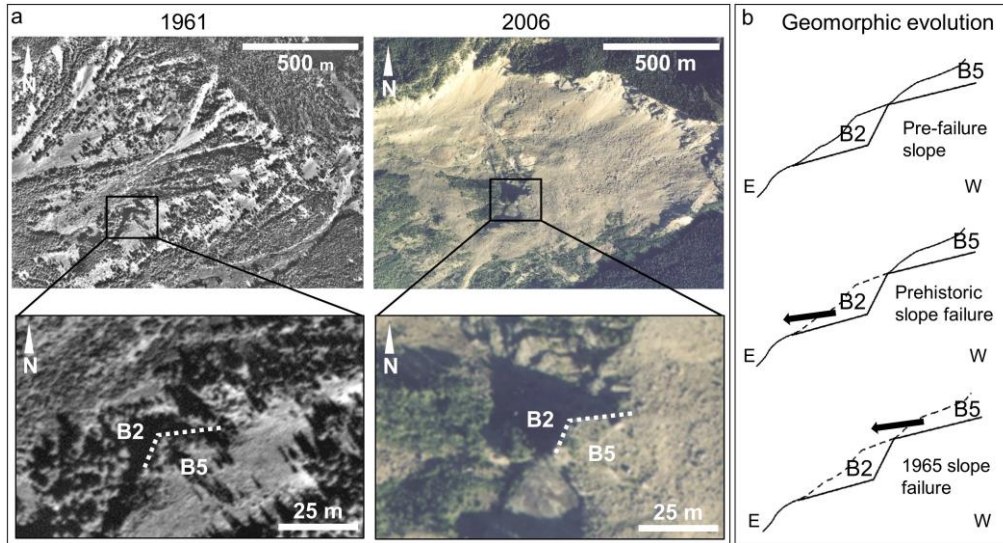 a
1961
2006
N
500 m
N
500 m
N
B2
B5
25 m
N
B2
B5
25 m
b
Geomorphic evolution
B5
B2
Pre-failure
slope
E
W
B5
B2
Prehistoric
slope failure
E
W
B5
B2
1965 slope
failure
E
W